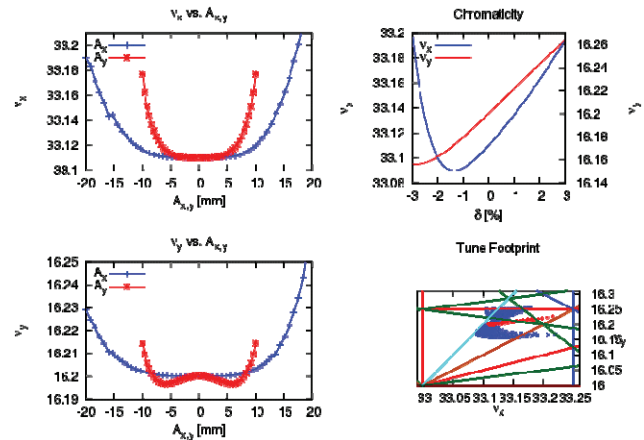 νx vs. Ax,y
33.2
33.18
33.16
33.14
33.12
33.1
νx
Ax
Ay
-20 -15 -10 -5 0 5 10 15 20
Ax,y [mm]
Chromaticity
33.2
33.18
33.16
33.14
33.12
33.1
33.08
νx
νy
16.26
16.24
16.22
16.2
16.18
16.16
16.14
-3 -2 -1 0 1 2 3
δ [%]
νy vs. Ax,y
16.25
16.24
16.23
16.22
16.21
16.2
16.19
νy
Ax
Ay
-20 -15 -10 -5 0 5 10 15 20
Ax,y [mm]
Tune Footprint
16.3
16.25
16.2
16.1
16.05
16
33 33.05 33.1 33.15 33.2 33.25
νx